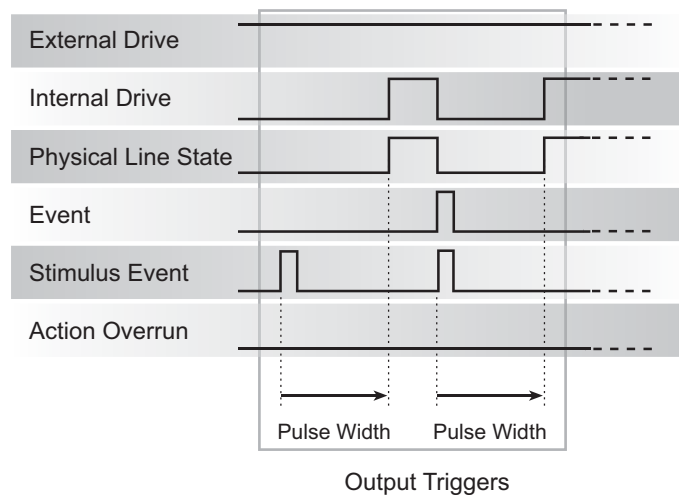 External Drive
Internal Drive
Physical Line State
Event
Stimulus Event
Action Overrun
Pulse Width Pulse Width
Output Triggers